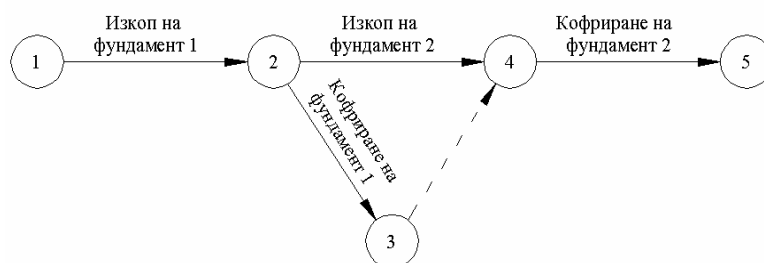 Изкоп на
фундамент 1
Изкоп на
фундамент 2
Кофриране на
фундамент 2
1
2
4
5
Кофриране на
фундамент 1
3